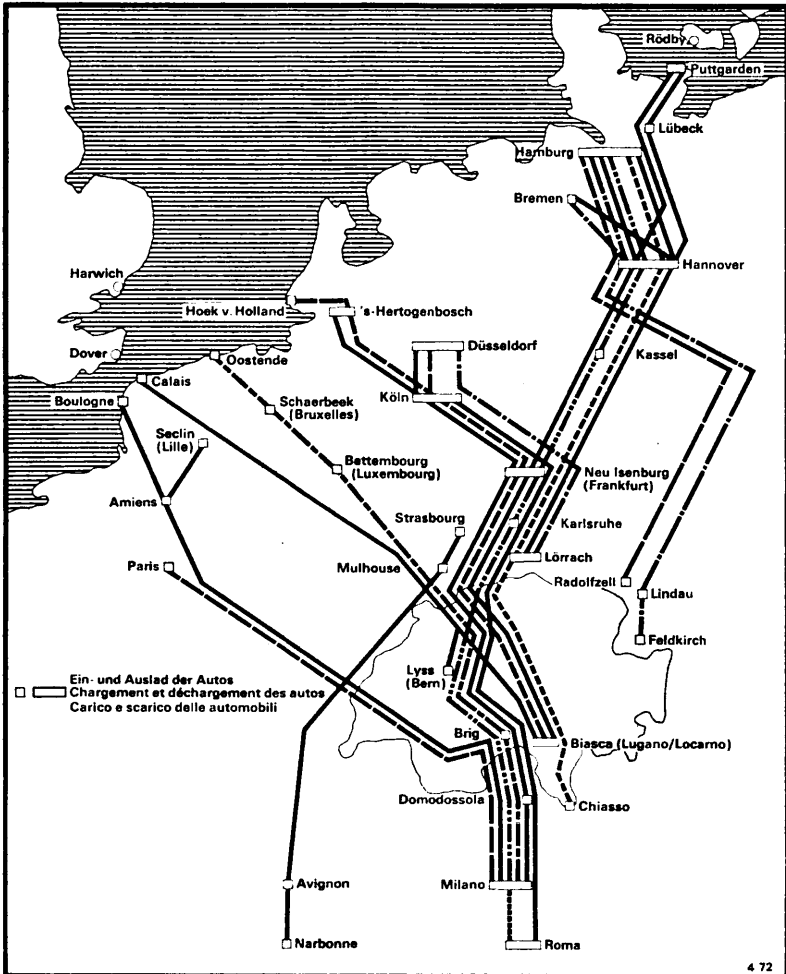 Rödby
Puttgarden
Lübeck
Hamburg
Bremen
Hannover
Harwich
Hoek v. Holland
's-Hertogenbosch
Dover
Oostende
Düsseldorf
Kassel
Calais
Boulogne
Köln
Schaerbeek
(Bruxelles)
Seclin
(Lille)
Bettembourg
(Luxembourg)
Neu Isenburg
(Frankfurt)
Amiens
Strasbourg
Karlsruhe
Paris
Mulhouse
Lörrach
Radolfzell
Lindau
Feldkirch
Lyss
(Bern)
Ein- und Auslad der Autos
Chargement et déchargement des autos
Carico e scarico delle automobili
Brig
Biasca (Lugano/Locarno)
Domodossola
Chiasso
Avignon
Milano
Narbonne
Roma
4 72